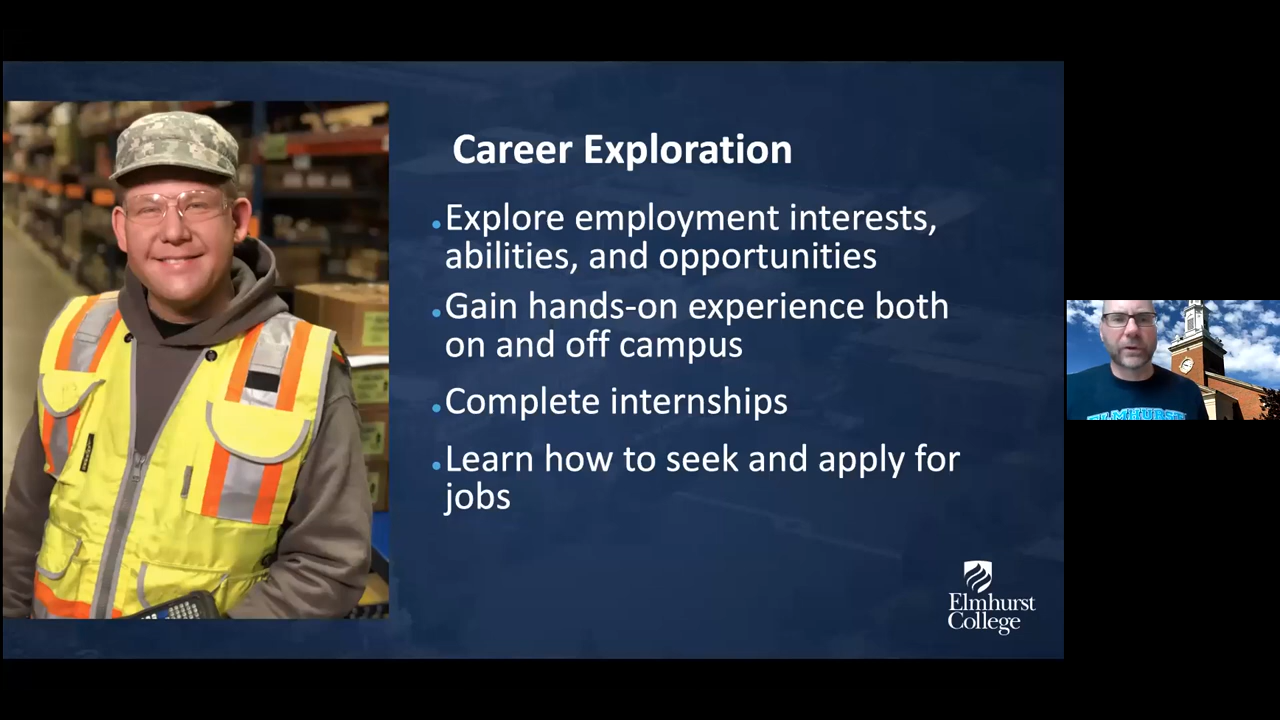 Career Exploration
Explore employment interests,
abilities, and opportunities
Gain hands-on experience both
on and off campus
Complete internships
Learn how to seek and apply for
jobs
Elmhurst
College
ELMHURST